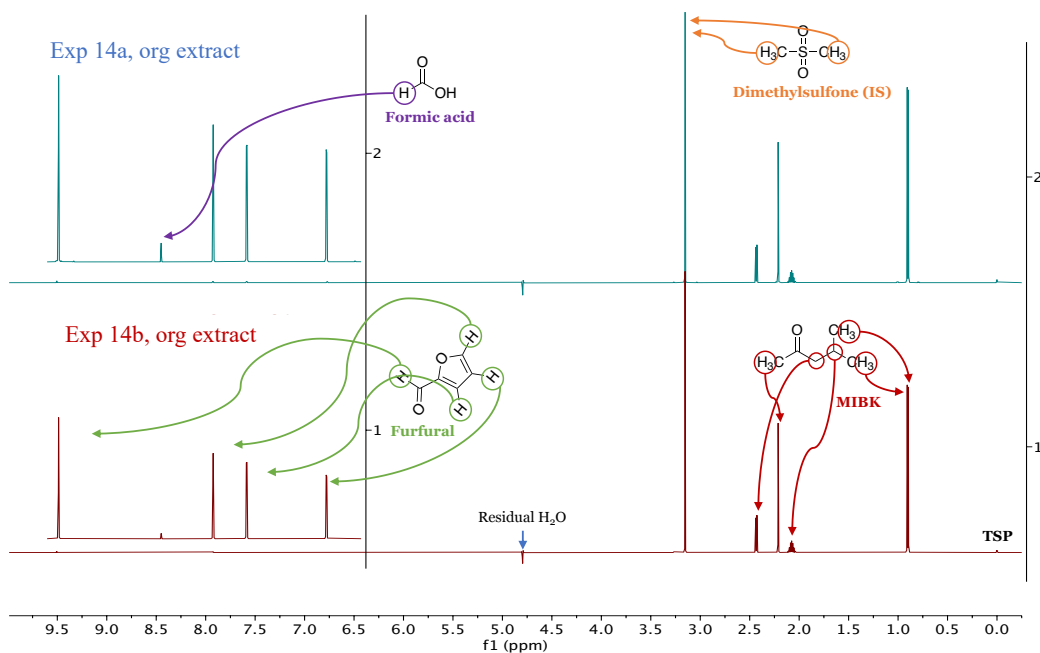 Exp 14a, org extract
O
H
OH
Formic acid
O
H₃C
S
CH₃
O
Dimethylsulfone (IS)
2
2
Exp 14b, org extract
H
O
H
H
H
O
Furfural
O
CH₃
H₃C
CH₃
MIBK
1
1
Residual H₂O
TSP
9.5 9.0 8.5 8.0 7.5 7.0 6.5 6.0 5.5 5.0 4.5 4.0 3.5 3.0 2.5 2.0 1.5 1.0 0.5 0.0
f1 (ppm)